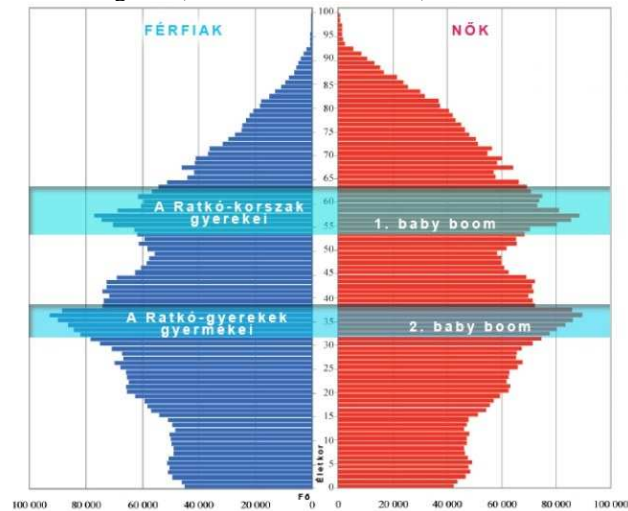 FÉRFIAK
NŐK
100
95
90
85
80
75
70
65
60
55
50
45
40
35
30
25
20
15
10
5
0
A Ratkó-korszak
gyerekei
1. baby boom
A Ratkó-gyerekek
gyermekei
2. baby boom
Életkor
Fő
100 000 80 000 60 000 40 000 20 000 0
0 20 000 40 000 60 000 80 000 100 000